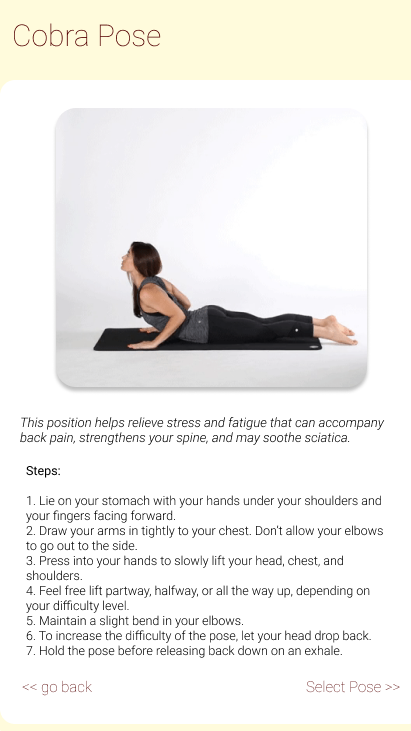 Cobra Pose
This position helps relieve stress and fatigue that can accompany
back pain, strengthens your spine, and may soothe sciatica.
Steps:
1. Lie on your stomach with your hands under your shoulders and
your fingers facing forward.
2. Draw your arms in tightly to your chest. Don't allow your elbows
to go out to the side.
3. Press into your hands to slowly lift your head, chest, and
shoulders.
4. Feel free lift partway, halfway, or all the way up, depending on
your difficulty level.
5. Maintain a slight bend in your elbows.
6. To increase the difficulty of the pose, let your head drop back.
7. Hold the pose before releasing back down on an exhale.
<< go back
Select Pose >>